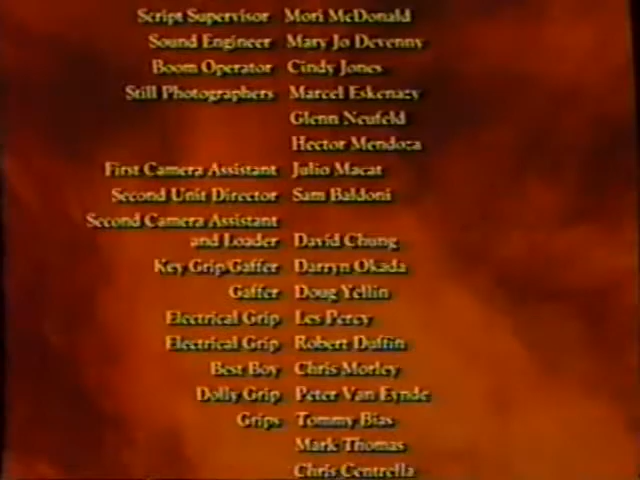 Script Supervisor Mori McDonald
Sound Engineer Mary Jo Devenny
Boom Operator Cindy Jones
Still Photographers Marcel Eskenazy
Glenn Neufeld
Hector Mendoza
First Camera Assistant Julio Macat
Second Unit Director Sam Baldoni
Second Camera Assistant
and Loader David Chung
Key Grip/Gaffer Darryn Okada
Gaffer Doug Yellin
Electrical Grip Les Percy
Electrical Grip Robert Duffin
Best Boy Chris Morley
Dolly Grip Peter Van Eynde
Grips Tommy Bias
Mark Thomas
Chris Centrella